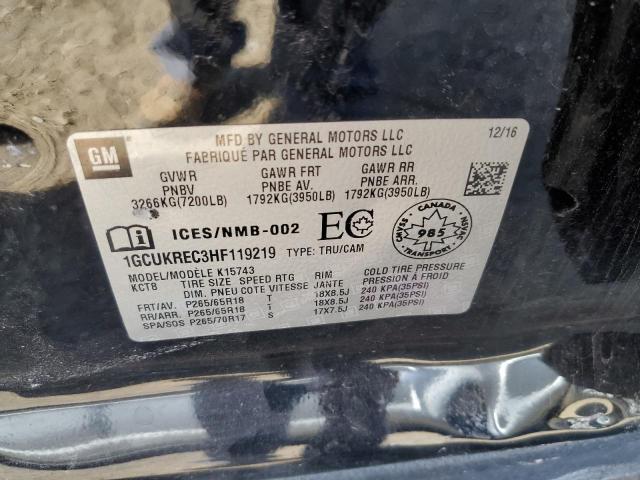 GM
MFD BY GENERAL MOTORS LLC 12/16
FABRIQUÉ PAR GENERAL MOTORS LLC
GVWR GAWR FRT GAWR RR
PNBV PNBE AV. PNBE ARR.
3266KG(7200LB) 1792KG(3950LB) 1792KG(3950LB)
ICES/NMB-002 EC CANADA 985 NSVAC SVNAC
1GCUKREC3HF119219 TYPE: TRU/CAM
MODEL/MODÈLE K15743
KCT8 TIRE SIZE SPEED RTG RIM COLD TIRE PRESSURE
DIM. PNEU COTE VITESSE JANTE
FRT/AV. P265/65R18 T 18X8.5J 240 KPA(35PSI)
RR/ARR. P265/65R18 T 18X8.5J 240 KPA(35PSI)
SPA/SOS P265/70R17 S 17X7.5J 240 KPA(35PSI)